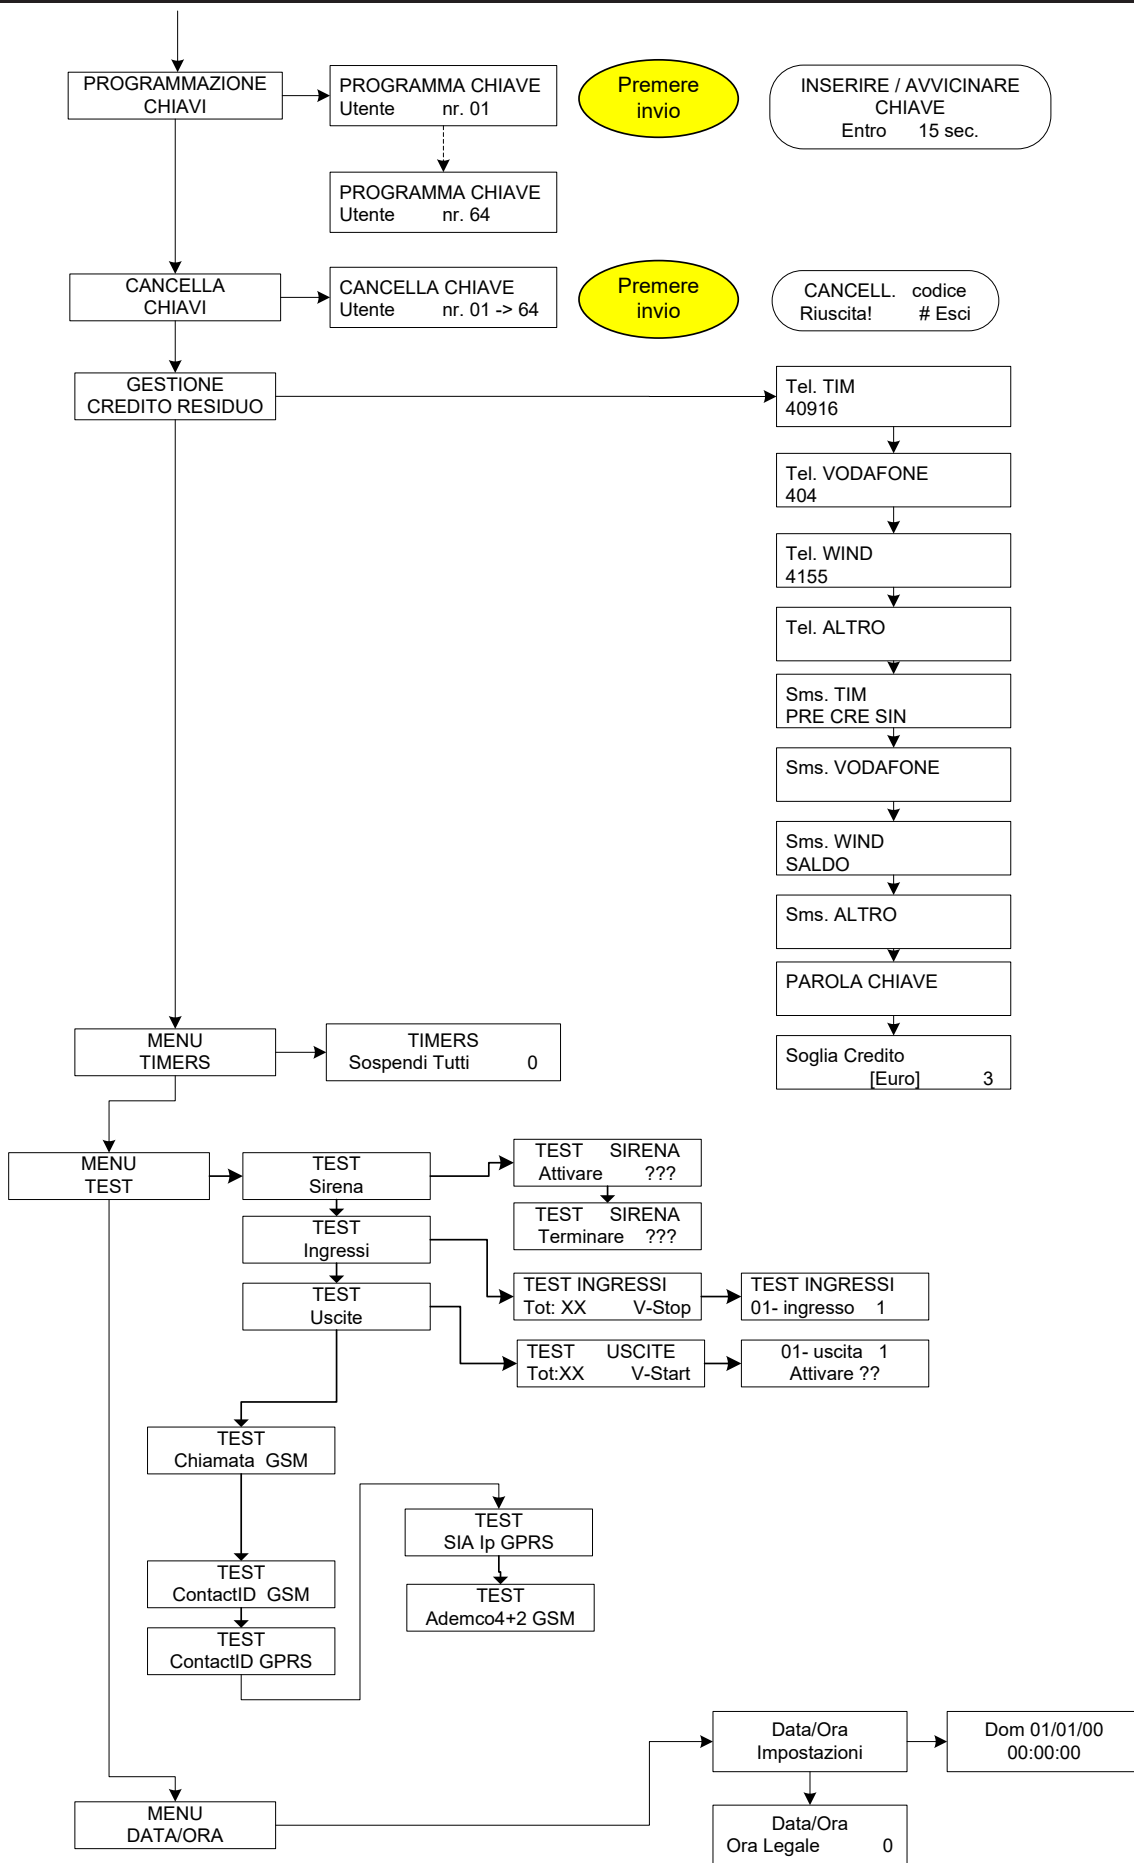 PROGRAMMAZIONE
CHIAVI
PROGRAMMA CHIAVE
Utente nr. 01
Premere
invio
INSERIRE / AVVICINARE
CHIAVE
Entro 15 sec.
PROGRAMMA CHIAVE
Utente nr. 64
CANCELLA
CHIAVI
CANCELLA CHIAVE
Utente nr. 01 -> 64
Premere
invio
CANCELL. codice
Riuscita! # Esci
GESTIONE
CREDITO RESIDUO
Tel. TIM
40916
Tel. VODAFONE
404
Tel. WIND
4155
Tel. ALTRO
Sms. TIM
PRE CRE SIN
Sms. VODAFONE
Sms. WIND
SALDO
Sms. ALTRO
PAROLA CHIAVE
Soglia Credito
[Euro] 3
MENU
TIMERS
TIMERS
Sospendi Tutti 0
MENU
TEST
TEST
Sirena
TEST SIRENA
Attivare ???
TEST SIRENA
Terminare ???
TEST
Ingressi
TEST INGRESSI
Tot: XX V-Stop
TEST INGRESSI
01- ingresso 1
TEST
Uscite
TEST USCITE
Tot:XX V-Start
01- uscita 1
Attivare ??
TEST
Chiamata GSM
TEST
ContactID GSM
TEST
ContactID GPRS
TEST
SIA Ip GPRS
TEST
Ademco4+2 GSM
MENU
DATA/ORA
Data/Ora
Impostazioni
Dom 01/01/00
00:00:00
Data/Ora
Ora Legale 0